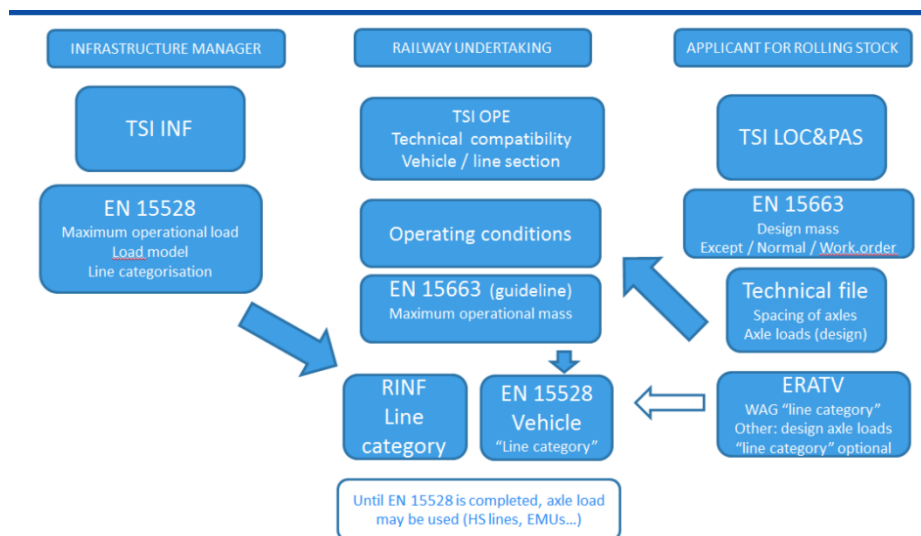 INFRASTRUCTURE MANAGER
RAILWAY UNDERTAKING
APPLICANT FOR ROLLING STOCK
TSI INF
EN 15528
Maximum operational load
Load model
Line categorisation
TSI OPE
Technical compatibility
Vehicle / line section
Operating conditions
EN 15663 (guideline)
Maximum operational mass
RINF
Line
category
EN 15528
Vehicle
"Line category"
TSI LOC&PAS
EN 15663
Design mass
Except / Normal / Work.order
Technical file
Spacing of axles
Axle loads (design)
ERATV
WAG "line category"
Other: design axle loads
"line category" optional
Until EN 15528 is completed, axle load
may be used (HS lines, EMUs...)